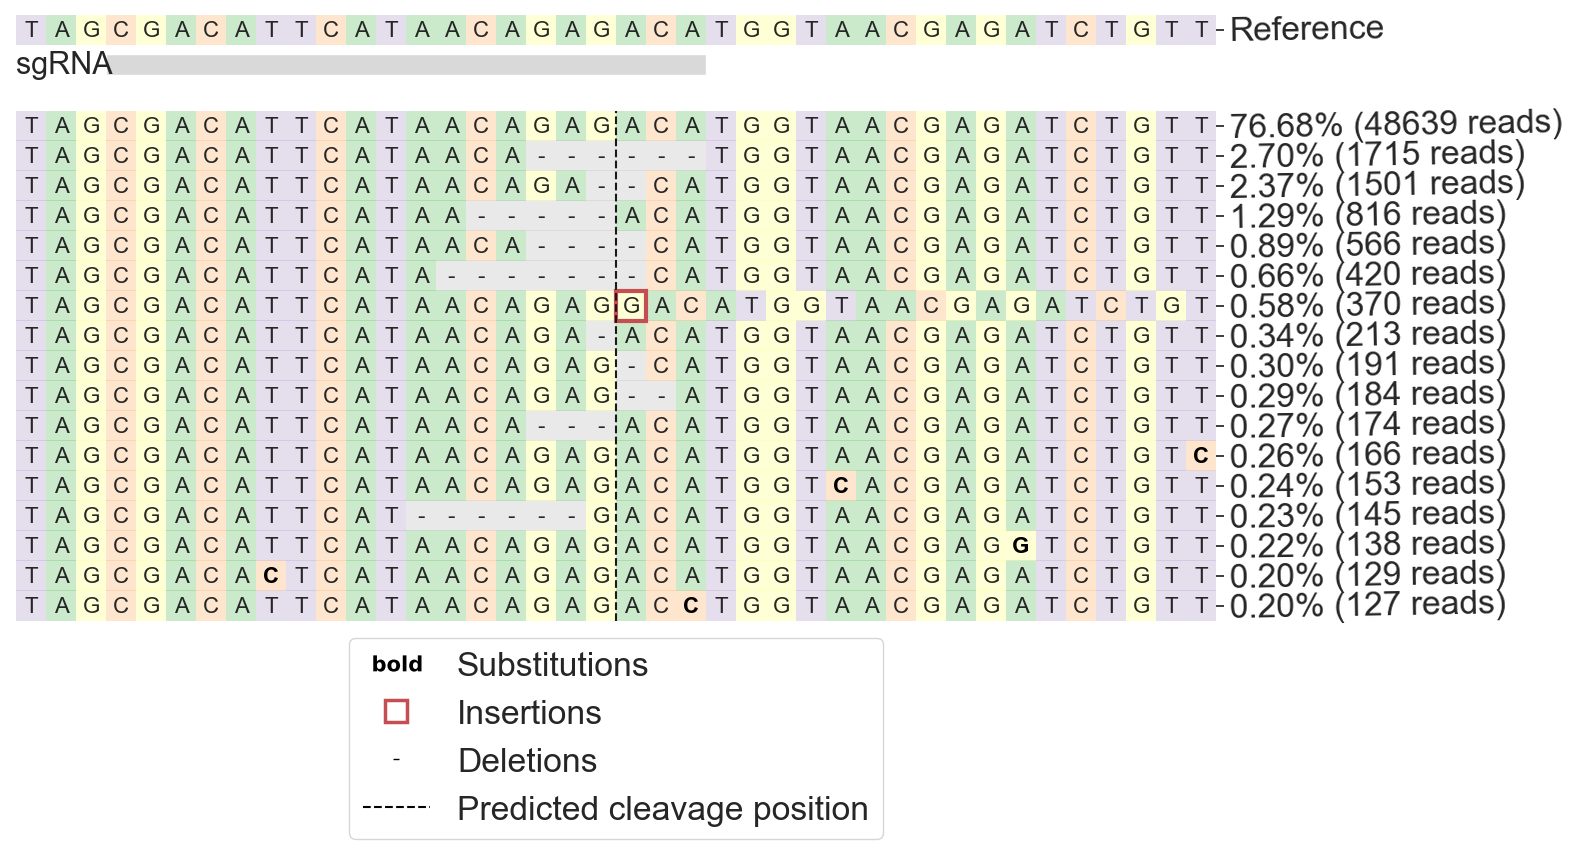 T A G C G A C A T T C A T A A C A G A G A C A T G G T A A C G A G A T C T G T T Reference
sgRNA
T A G C G A C A T T C A T A A C A G A G A C A T G G T A A C G A G A T C T G T T 76.68% (48639 reads)
T A G C G A C A T T C A T A A C A - - - - - - T G G T A A C G A G A T C T G T T 2.70% (1715 reads)
T A G C G A C A T T C A T A A C A G A - - C A T G G T A A C G A G A T C T G T T 2.37% (1501 reads)
T A G C G A C A T T C A T A A - - - - - A C A T G G T A A C G A G A T C T G T T 1.29% (816 reads)
T A G C G A C A T T C A T A A C A - - - - C A T G G T A A C G A G A T C T G T T 0.89% (566 reads)
T A G C G A C A T T C A T A - - - - - - - C A T G G T A A C G A G A T C T G T T 0.66% (420 reads)
T A G C G A C A T T C A T A A C A G A G G A C A T G G T A A C G A G A T C T G T 0.58% (370 reads)
T A G C G A C A T T C A T A A C A G A - A C A T G G T A A C G A G A T C T G T T 0.34% (213 reads)
T A G C G A C A T T C A T A A C A G A G - C A T G G T A A C G A G A T C T G T T 0.30% (191 reads)
T A G C G A C A T T C A T A A C A G A G - - A T G G T A A C G A G A T C T G T T 0.29% (184 reads)
T A G C G A C A T T C A T A A C A - - - A C A T G G T A A C G A G A T C T G T T 0.27% (174 reads)
T A G C G A C A T T C A T A A C A G A G A C A T G G T A A C G A G A T C T G T C 0.26% (166 reads)
T A G C G A C A T T C A T A A C A G A G A C A T G G T C A C G A G A T C T G T T 0.24% (153 reads)
T A G C G A C A T T C A T - - - - - - G A C A T G G T A A C G A G A T C T G T T 0.23% (145 reads)
T A G C G A C A T T C A T A A C A G A G A C A T G G T A A C G A G G T C T G T T 0.22% (138 reads)
T A G C G A C A C T C A T A A C A G A G A C A T G G T A A C G A G A T C T G T T 0.20% (129 reads)
T A G C G A C A T T C A T A A C A G A G A C C T G G T A A C G A G A T C T G T T 0.20% (127 reads)
bold Substitutions
Insertions
- Deletions
Predicted cleavage position